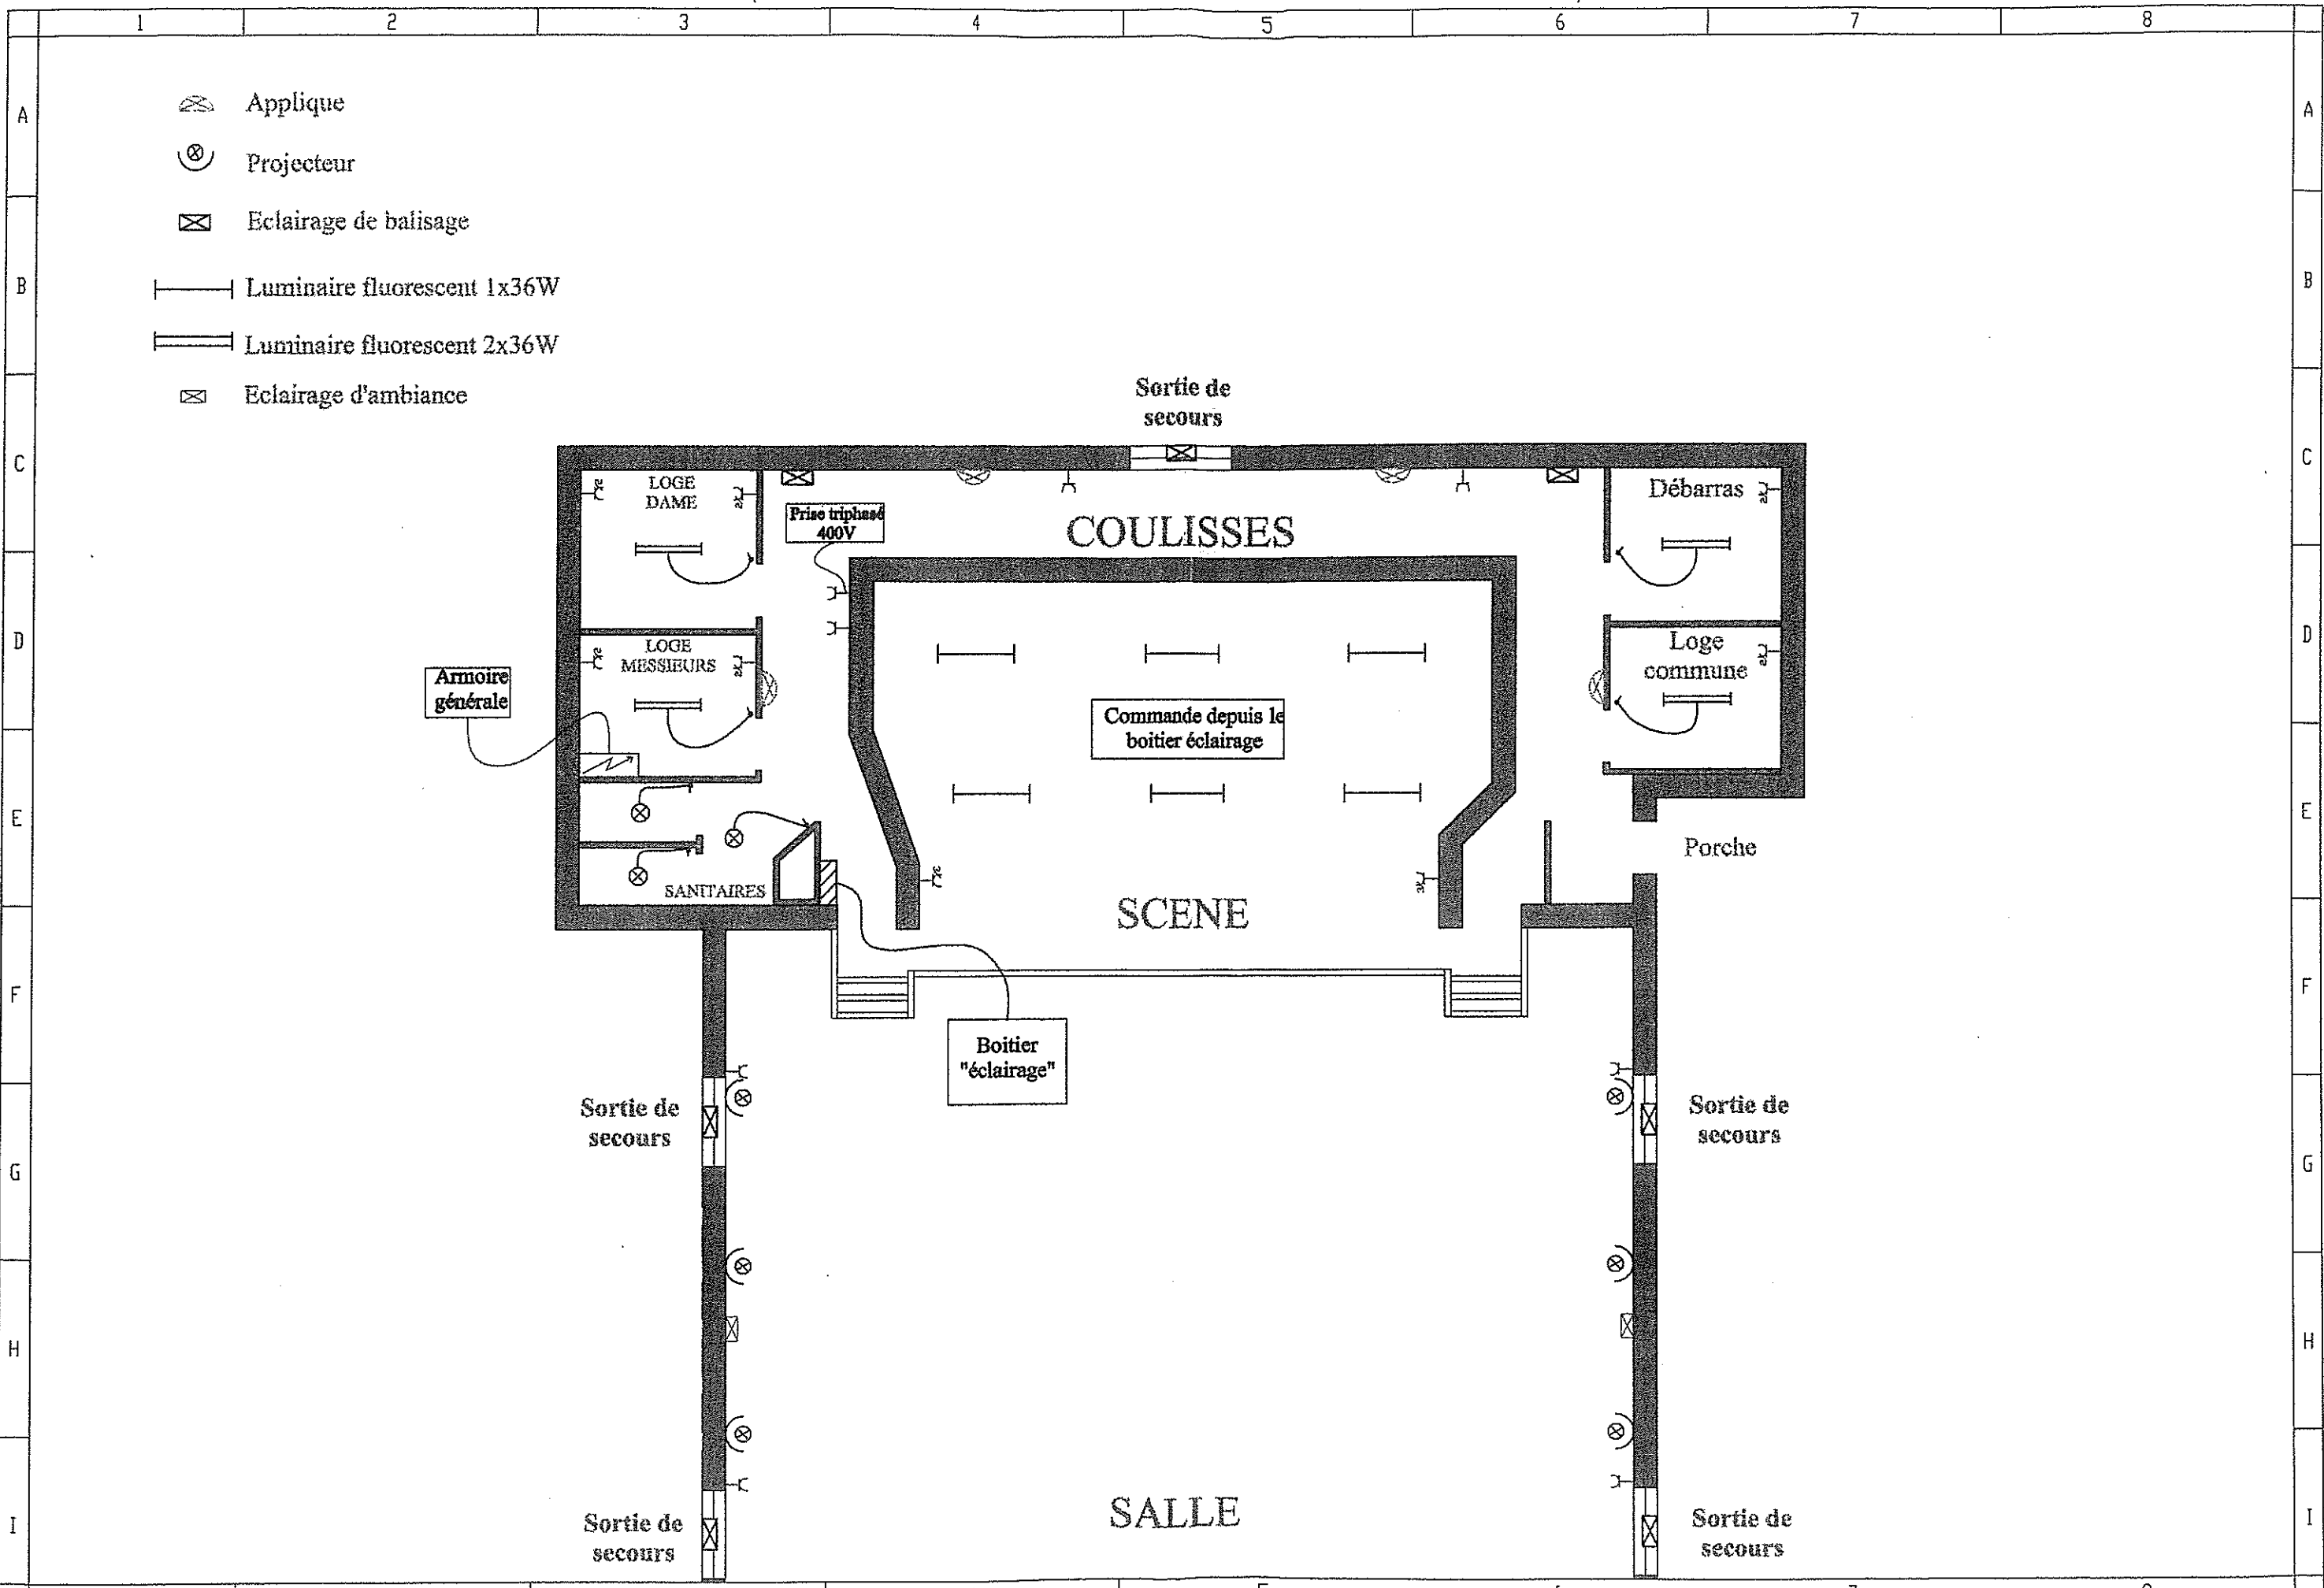 1 2 3 4 5 6 7 8
A A
Applique
Projecteur
Eclairage de balisage
B B
Luminaire fluorescent 1x36W
Luminaire fluorescent 2x36W
Eclairage d'ambiance
Sortie de
secours
C C
LOGE
DAME
Débarras
Prise triphasé
400V
COULISSES
D D
LOGE
MESSIEURS
Loge
commune
Armoire
générale
Commande depuis le
boitier éclairage
E E
Porche
SANITAIRES
SCENE
F F
Boitier
"éclairage"
Sortie de
secours
Sortie de
secours
G G
H H
SALLE
I I
Sortie de
secours
Sortie de
secours